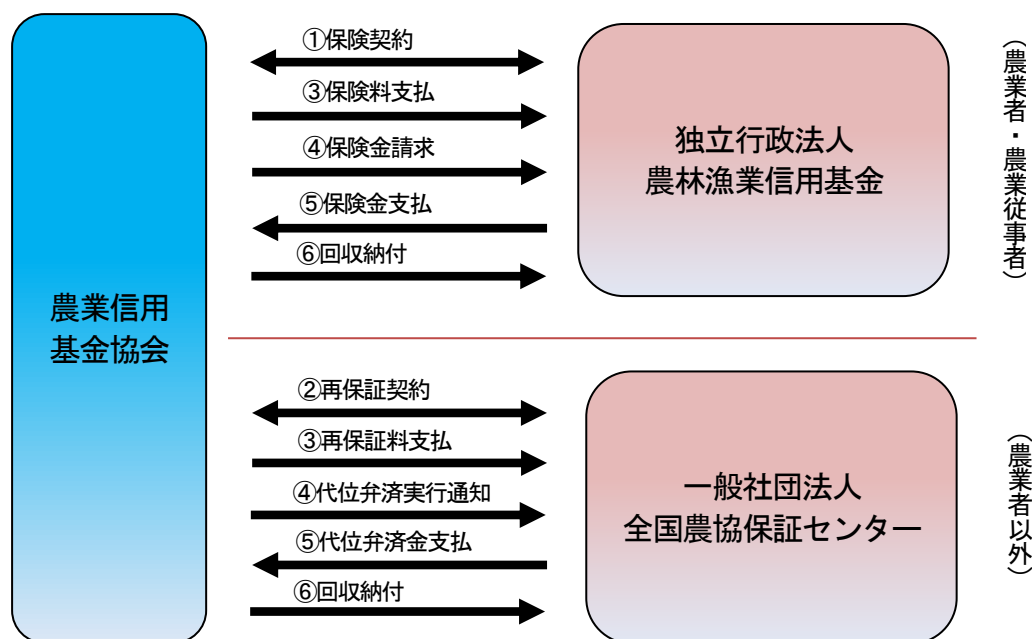 農業信用
基金協会
①保険契約
③保険料支払
④保険金請求
⑤保険金支払
⑥回収納付
独立行政法人
農林漁業信用基金
（農業者・農業従事者）
②再保証契約
③再保証料支払
④代位弁済実行通知
⑤代位弁済金支払
⑥回収納付
一般社団法人
全国農協保証センター
（農業者以外）